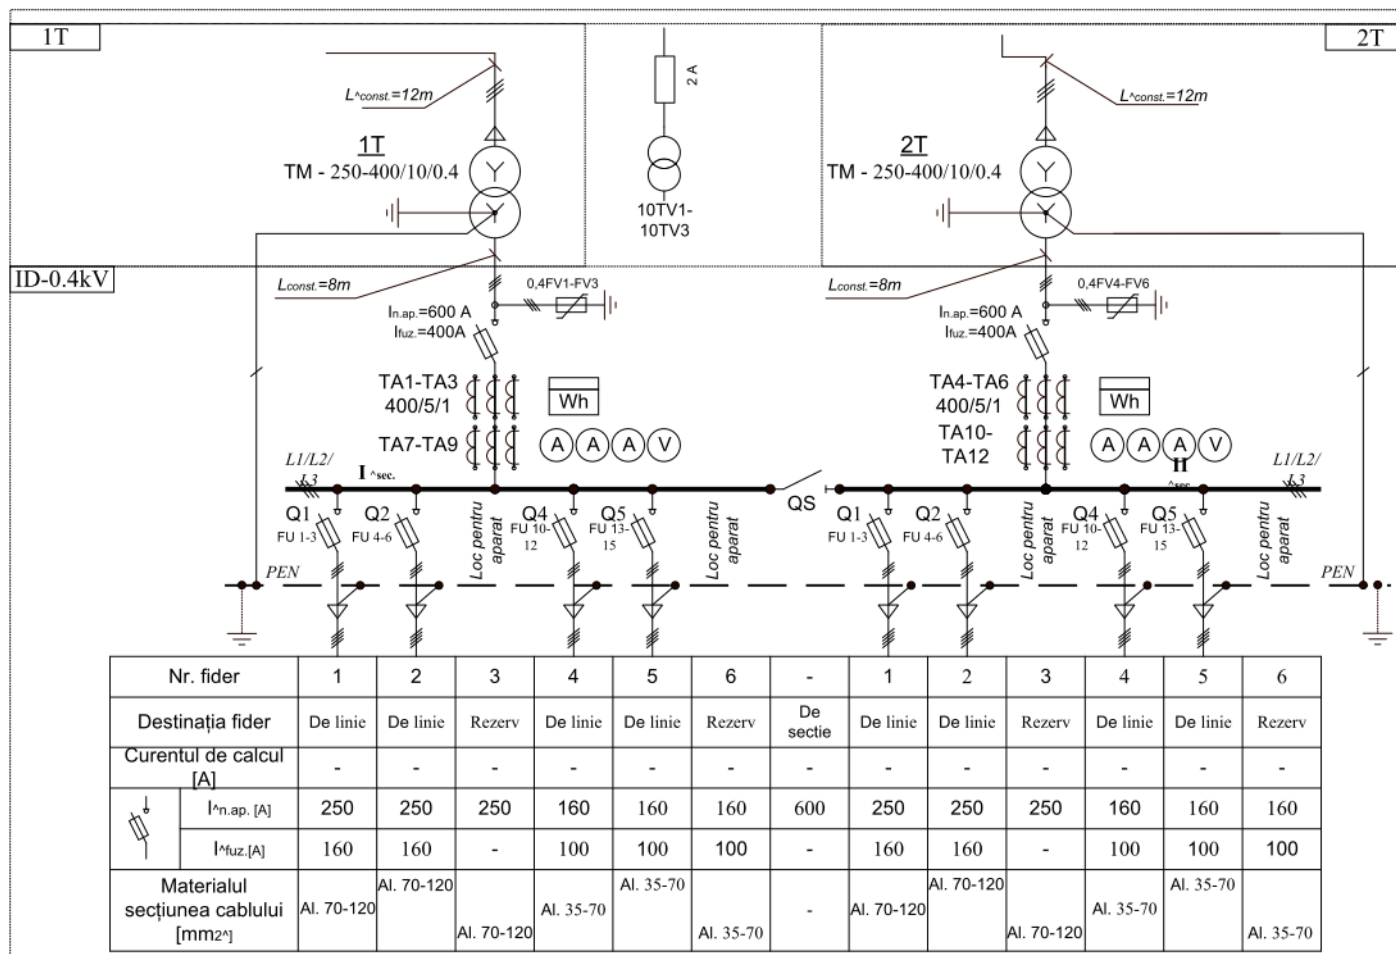 1T
2T
L^const.=12m
2 A
L^const.=12m
1T
TM - 250-400/10/0.4
2T
TM - 250-400/10/0.4
10TV1-
10TV3
ID-0.4kV
Lconst.=8m
0,4FV1-FV3
Lconst.=8m
0,4FV4-FV6
In.ap.=600 A
Ifuz.=400A
In.ap.=600 A
Ifuz.=400A
TA1-TA3
400/5/1
Wh
TA4-TA6
400/5/1
Wh
TA7-TA9
A A A V
TA10-
TA12
A A A V
L1/L2/
L3
I ^sec.
II
^sec.
L1/L2/
L3
QS
Q1
FU 1-3
Q2
FU 4-6
Loc pentru
aparat
Q4
FU 10-
12
Q5
FU 13-
15
Loc pentru
aparat
Q1
FU 1-3
Q2
FU 4-6
Loc pentru
aparat
Q4
FU 10-
12
Q5
FU 13-
15
Loc pentru
aparat
PEN
PEN
Nr. fider 1 2 3 4 5 6 - 1 2 3 4 5 6
Destinația fider De linie De linie Rezerv De linie De linie Rezerv De sectie De linie De linie Rezerv De linie De linie Rezerv
Curentul de calcul
[A] - - - - - - - - - - - - -
I^n.ap. [A] 250 250 250 160 160 160 600 250 250 250 160 160 160
I^fuz.[A] 160 160 - 100 100 100 - 160 160 - 100 100 100
Materialul
secțiunea cablului
[mm2^]
Al. 70-120 Al. 70-120 Al. 70-120 Al. 35-70 Al. 35-70 Al. 35-70 - Al. 70-120 Al. 70-120 Al. 70-120 Al. 35-70 Al. 35-70 Al. 35-70